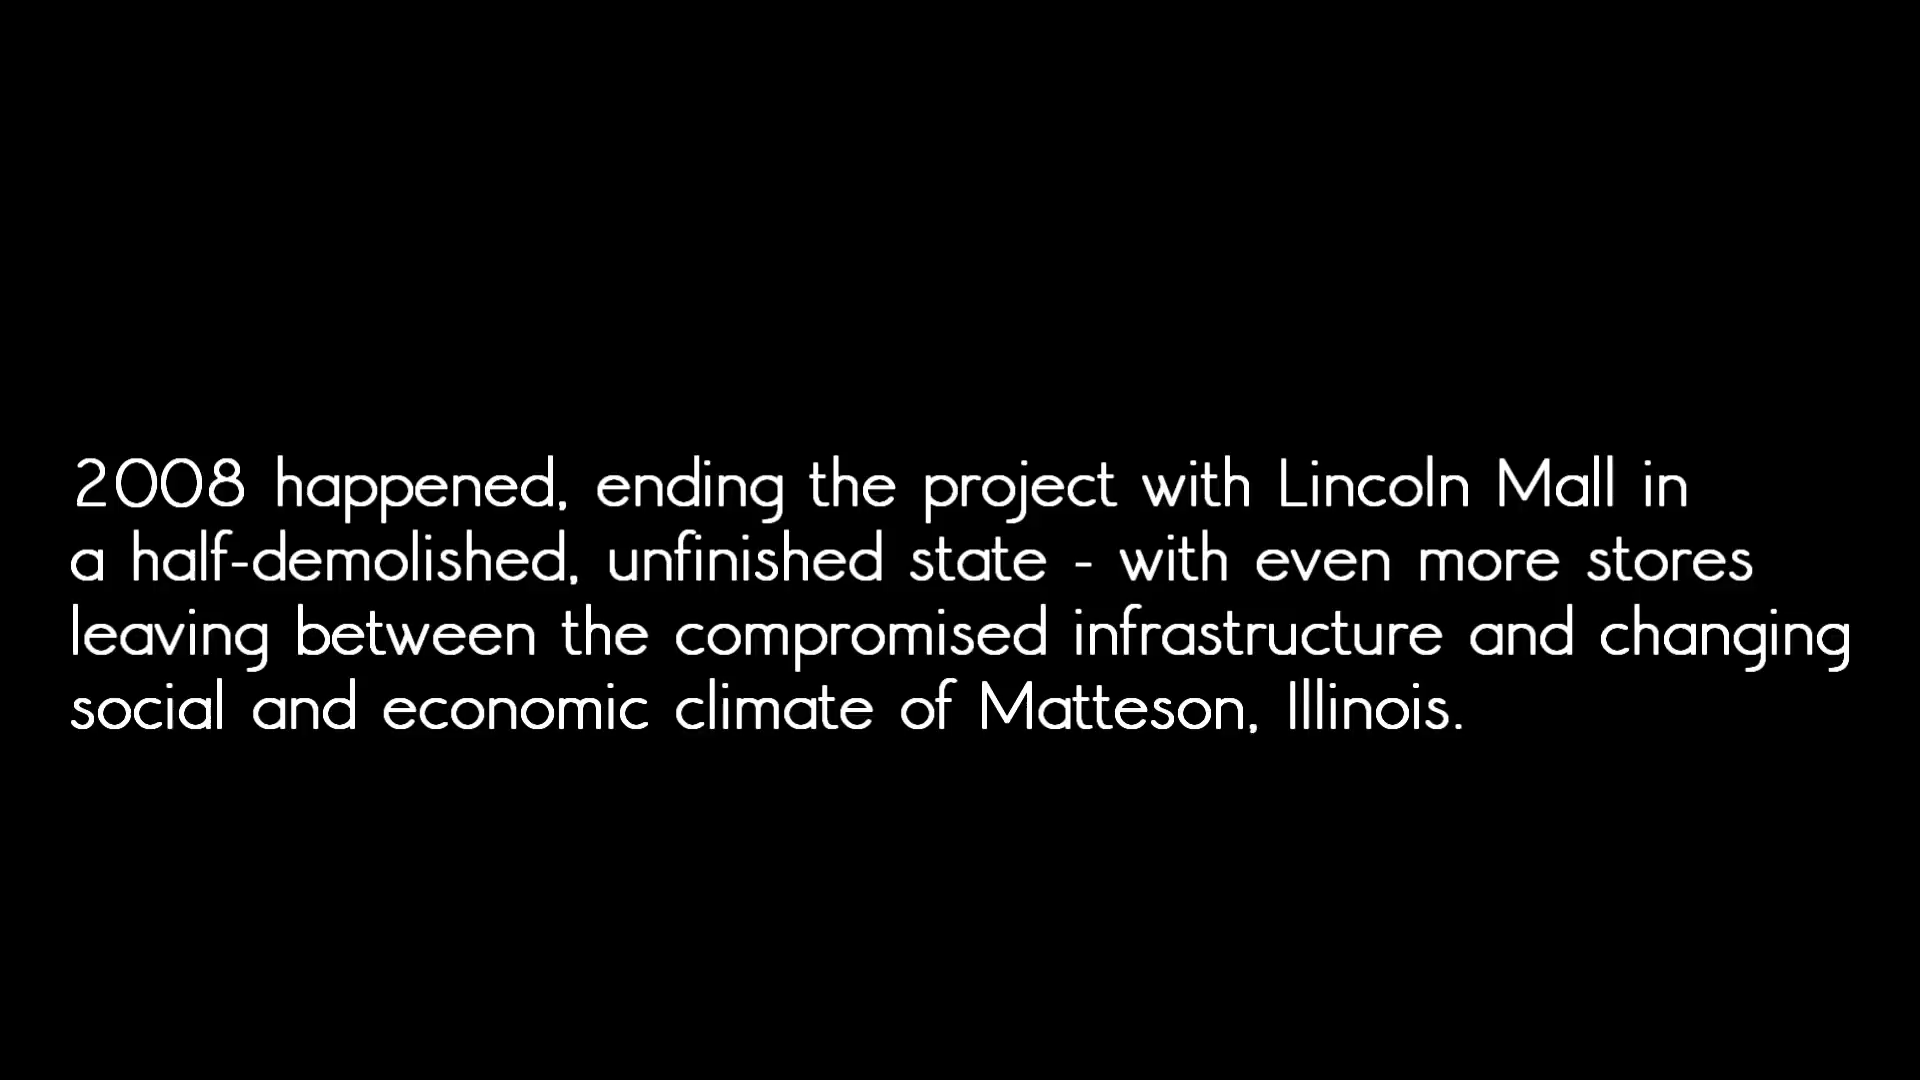 2008 happened, ending the project with Lincoln Mall in
a half-demolished, unfinished state - with even more stores
leaving between the compromised infrastructure and changing
social and economic climate of Matteson, Illinois.